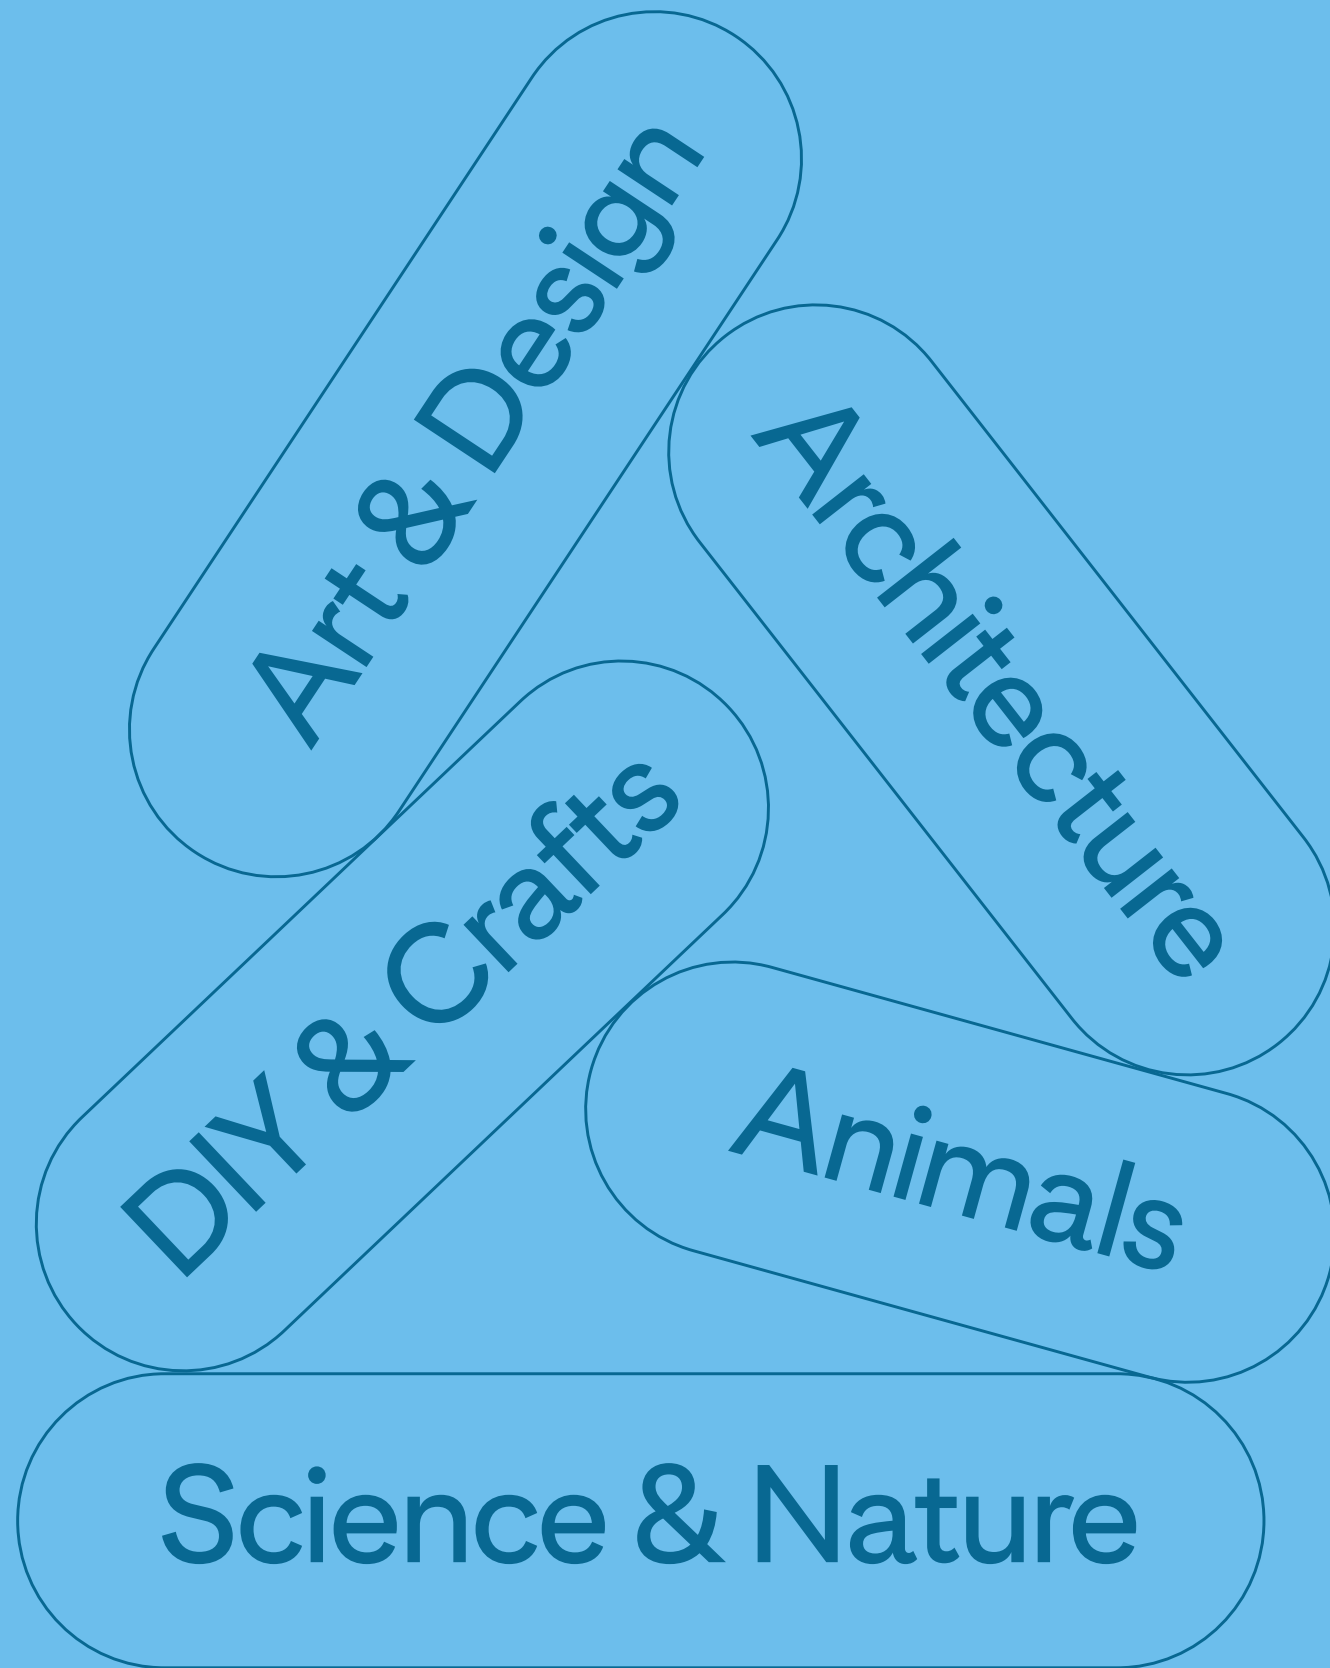 Art & Design
Architecture
DIY & Crafts
Animals
Science & Nature